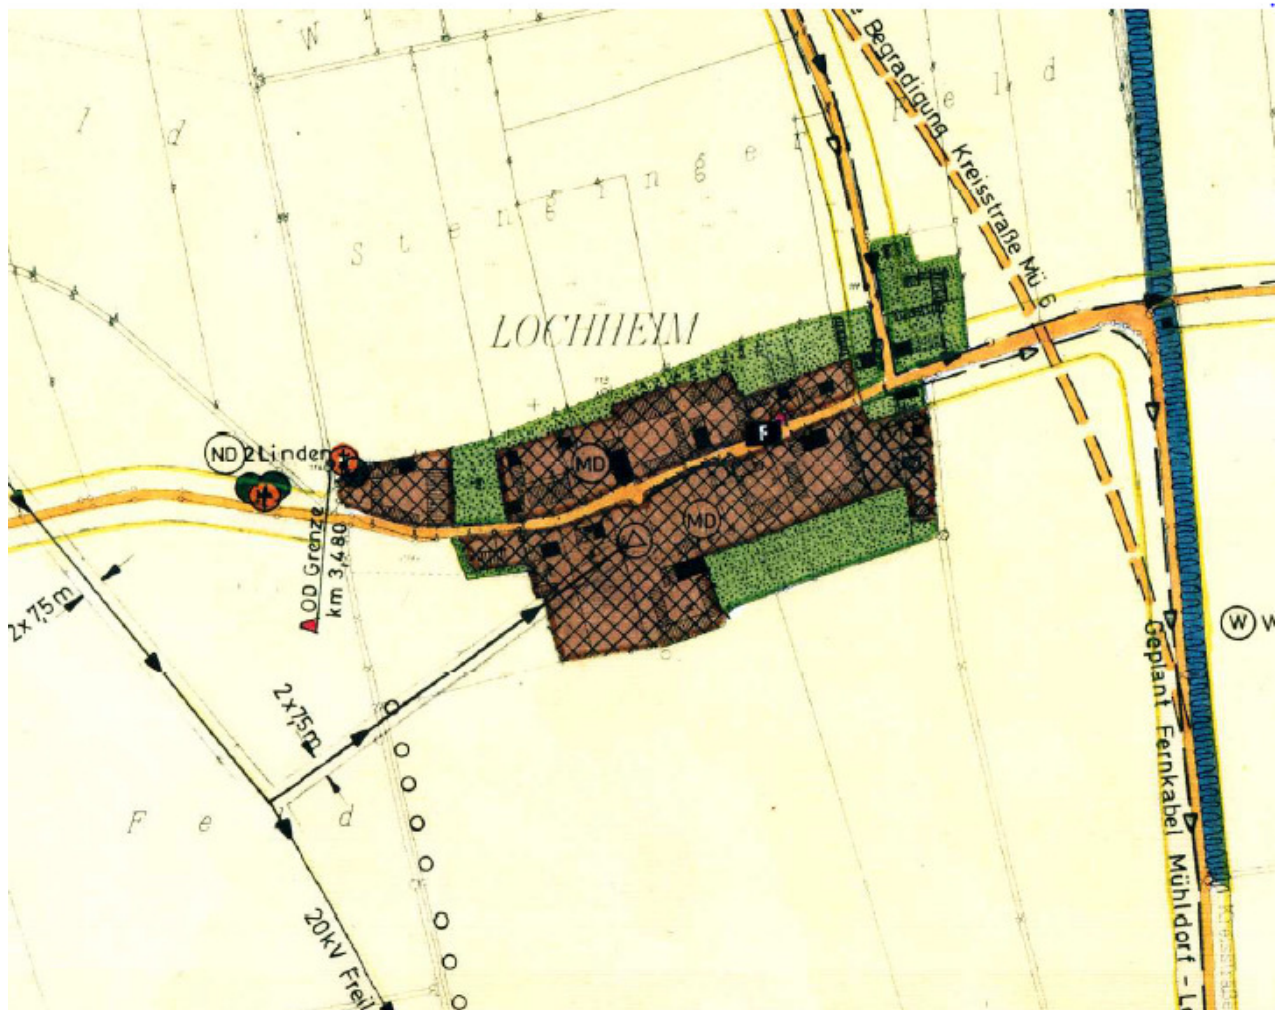 W
l d
Begradigung Kreisstraße Mü 6
F e l d
S t e n g r i n g e r
LOCHHEIM
ND 2 Linden
MD
F
MD
OD Grenze
km 3,480
2x7,5m
2x7,5m
W W
Geplant Fernkabel Mühldorf - L
F e l d
20kV Freil
Kreisstraße